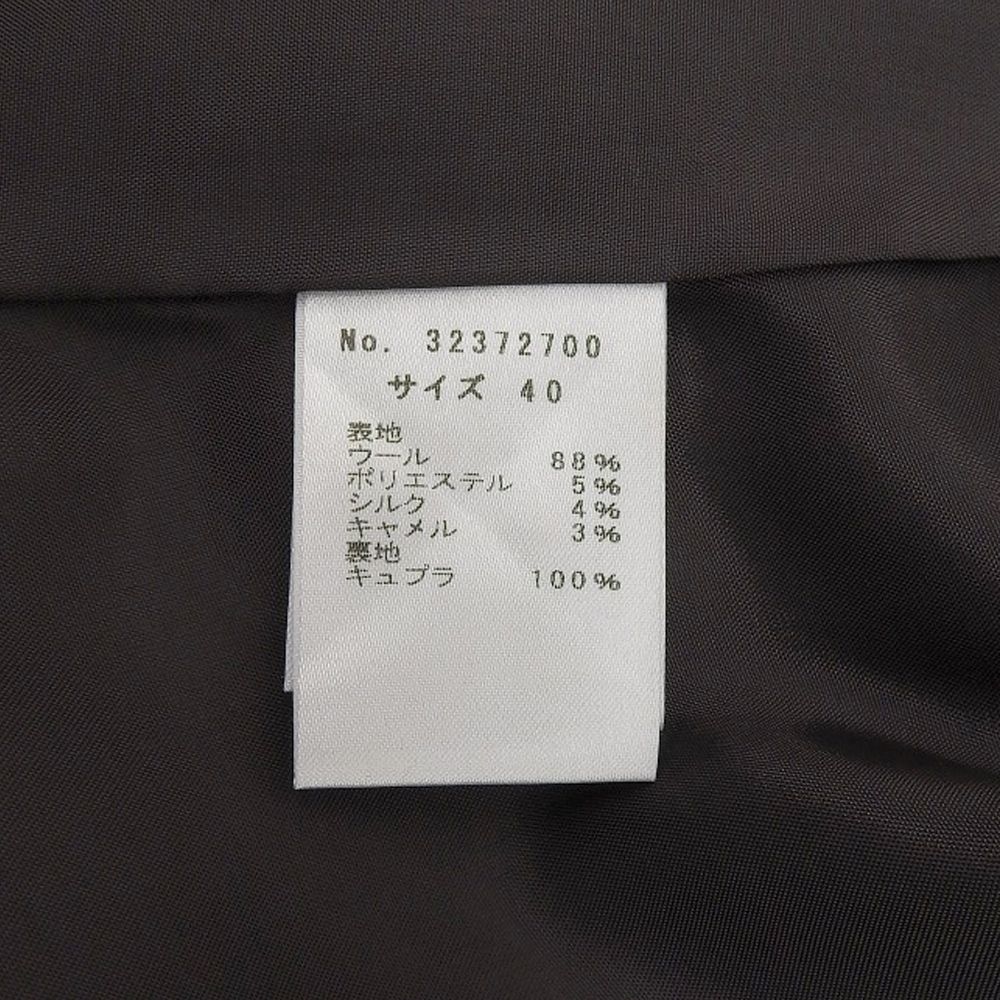 No. 32372700
サイズ 40
表地
ウール 88%
ポリエステル 5%
シルク 4%
キャメル 3%
裏地
キュプラ 100%